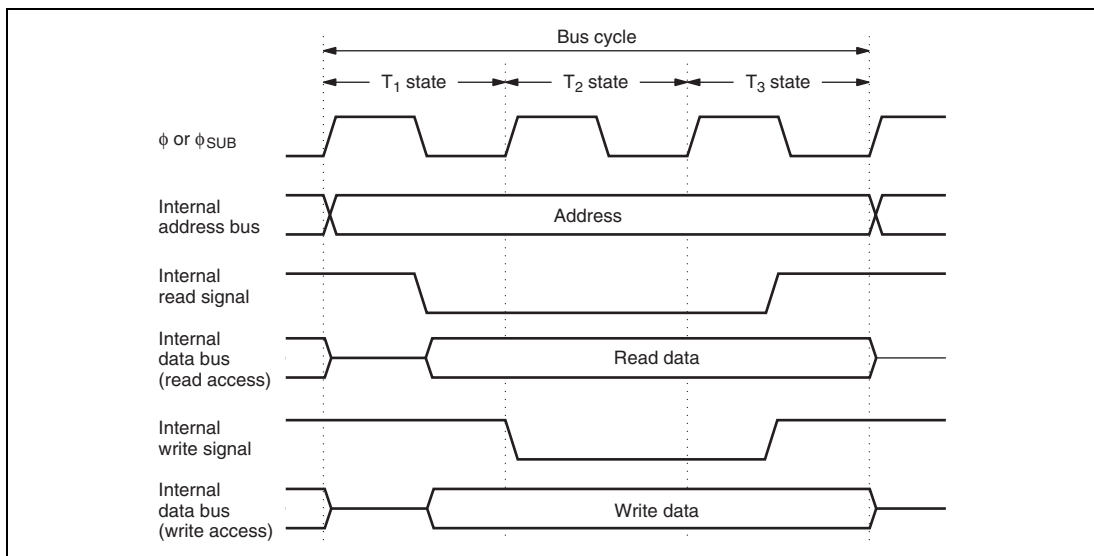 Bus cycle
T₁ state
T₂ state
T₃ state
ϕ or ϕSUB
Internal
address bus
Address
Internal
read signal
Internal
data bus
(read access)
Read data
Internal
write signal
Internal
data bus
(write access)
Write data